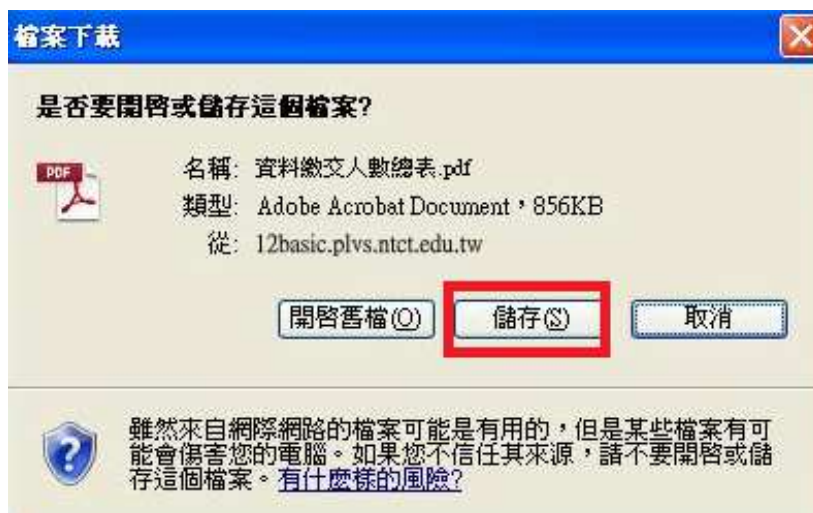 檔案下載
是否要開啟或儲存這個檔案?
PDF
名稱: 資料繳交人數總表.pdf
類型: Adobe Acrobat Document，856KB
從: 12basic.plvs.ntct.edu.tw
開啟舊檔(O) 儲存(S) 取消
雖然來自網際網路的檔案可能是有用的，但是某些檔案有可
能會傷害您的電腦。如果您不信任其來源，請不要開啟或儲
存這個檔案。有什麼樣的風險?